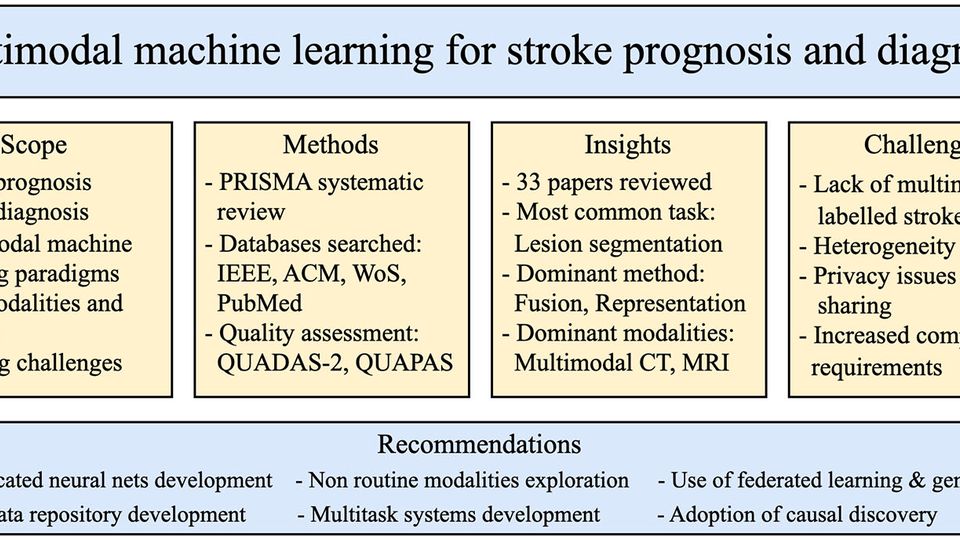 timodal machine learning for stroke prognosis and diagn
Scope
prognosis
diagnosis
odal machine
g paradigms
odalities and
g challenges
Methods
- PRISMA systematic
review
- Databases searched:
IEEE, ACM, WoS,
PubMed
- Quality assessment:
QUADAS-2, QUAPAS
Insights
- 33 papers reviewed
- Most common task:
Lesion segmentation
- Dominant method:
Fusion, Representation
- Dominant modalities:
Multimodal CT, MRI
Challeng
- Lack of multin
labelled stroke
- Heterogeneity
- Privacy issues
sharing
- Increased com
requirements
Recommendations
cated neural nets development - Non routine modalities exploration - Use of federated learning & gen
ata repository development - Multitask systems development - Adoption of causal discovery